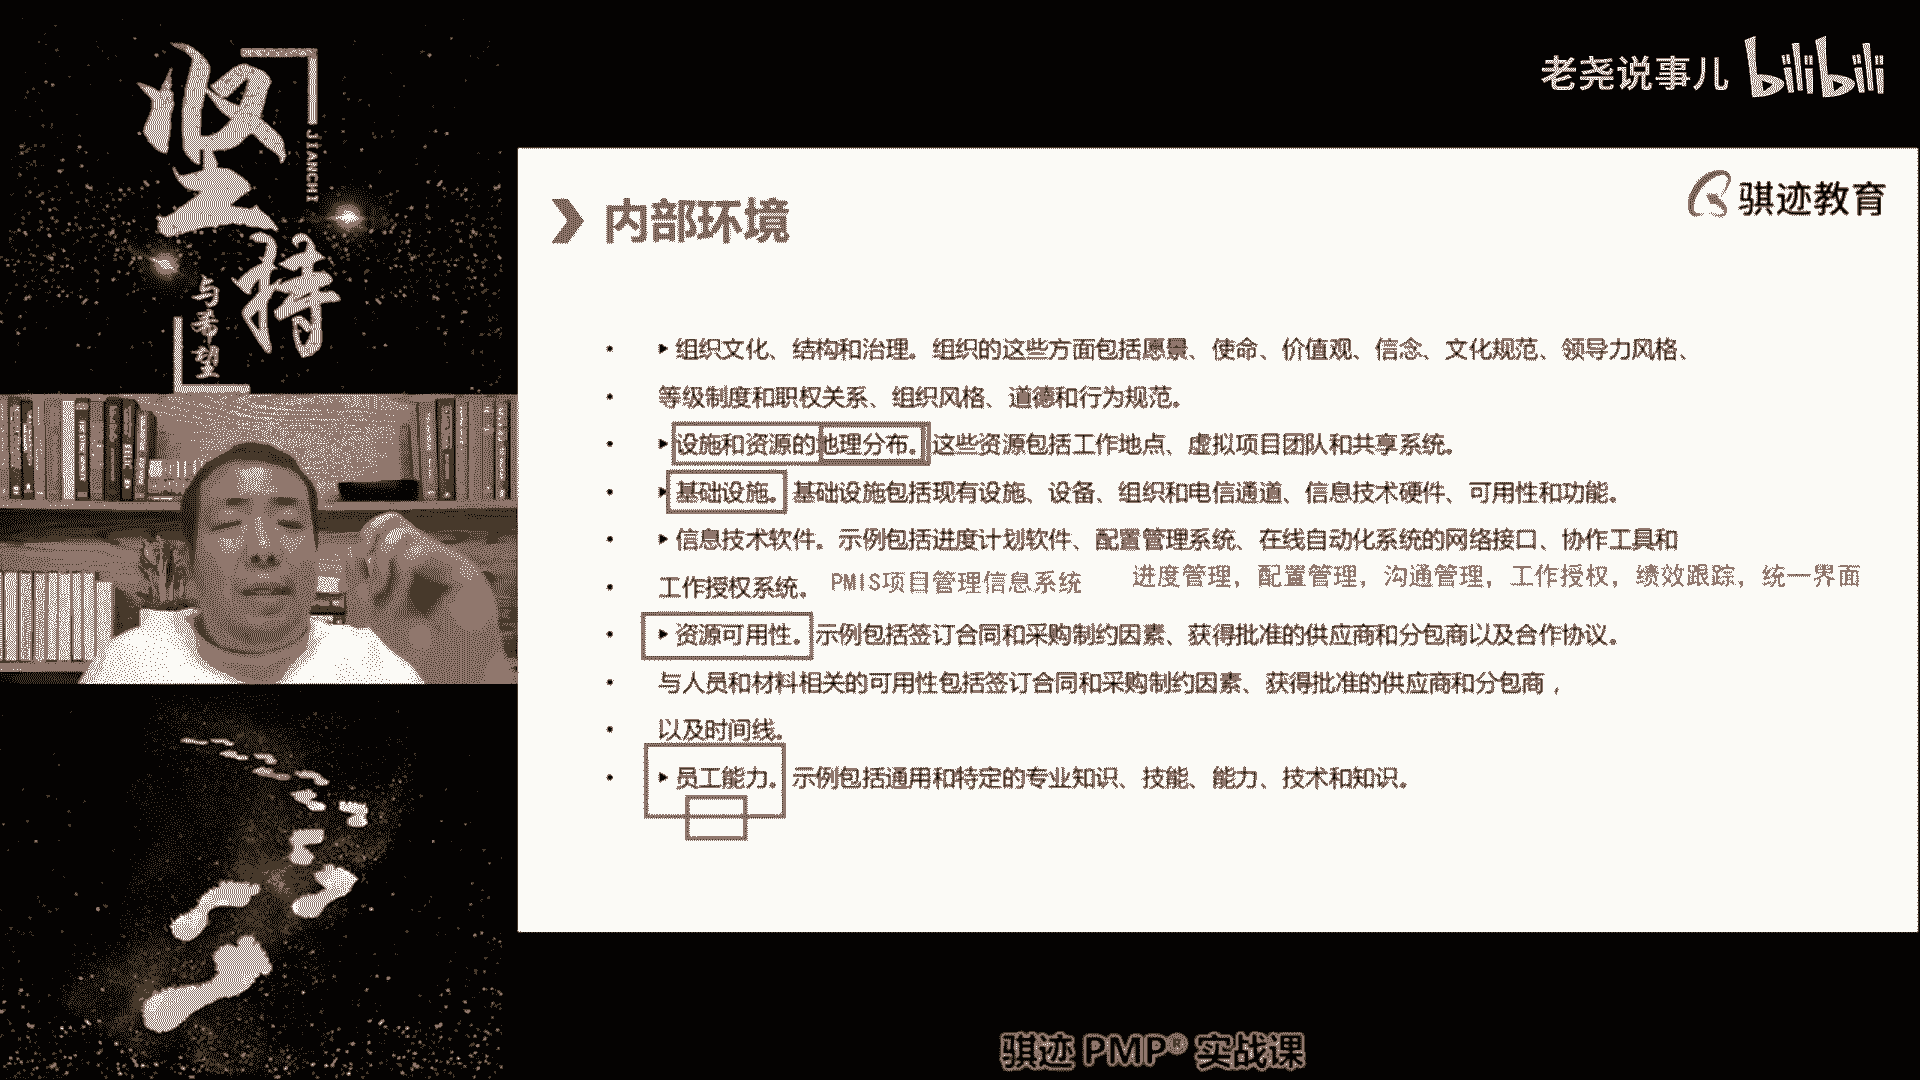 坚持
JIANCHI
与希望
老尧说事儿 bilibili
骐迹教育
内部环境
• ▸组织文化、结构和治理。组织的这些方面包括愿景、使命、价值观、信念、文化规范、领导力风格、
• 等级制度和职权关系、组织风格、道德和行为规范。
• ▸设施和资源的地理分布。这些资源包括工作地点、虚拟项目团队和共享系统。
• ▸基础设施。基础设施包括现有设施、设备、组织和电信通道、信息技术硬件、可用性和功能。
• ▸信息技术软件。示例包括进度计划软件、配置管理系统、在线自动化系统的网络接口、协作工具和
• 工作授权系统。 PMIS项目管理信息系统 进度管理，配置管理，沟通管理，工作授权，绩效跟踪，统一界面
• ▸资源可用性。示例包括签订合同和采购制约因素、获得批准的供应商和分包商以及合作协议。
• 与人员和材料相关的可用性包括签订合同和采购制约因素、获得批准的供应商和分包商，
• 以及时间线。
• ▸员工能力。示例包括通用和特定的专业知识、技能、能力、技术和知识。
骐迹 PMP® 实战课